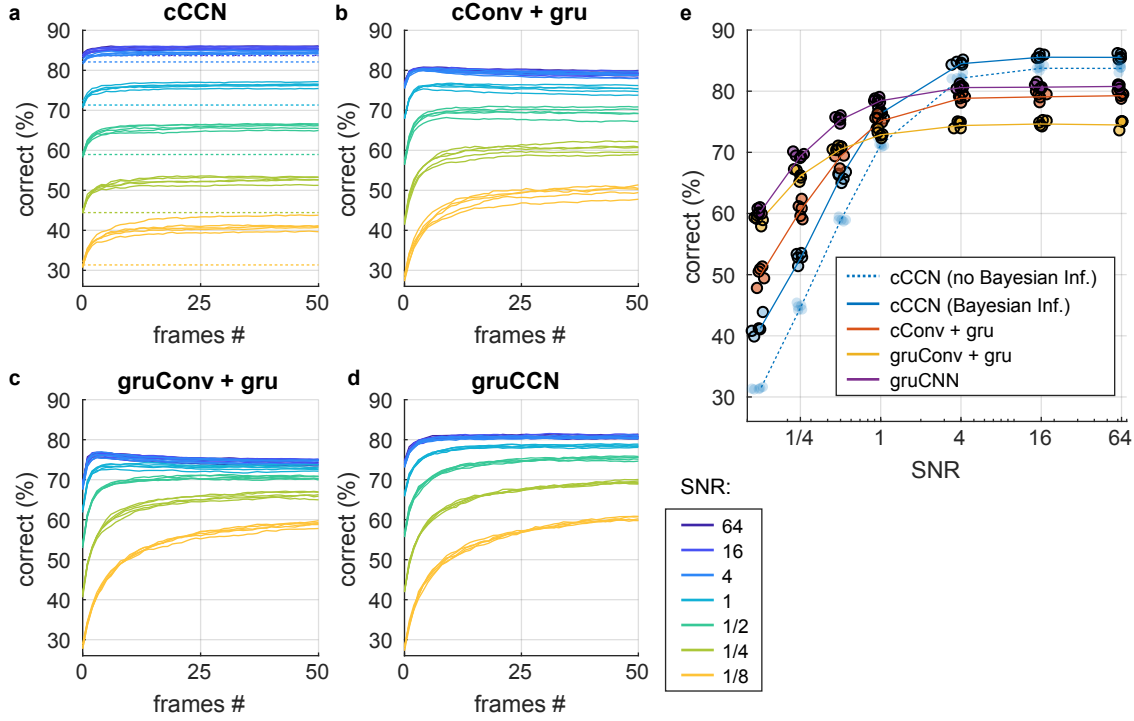 a
cCCN
correct (%)
90
80
70
60
50
40
30
0
25
50
frames #
b
cConv + gru
correct (%)
90
80
70
60
50
40
30
0
25
50
frames #
c
gruConv + gru
correct (%)
90
80
70
60
50
40
30
0
25
50
frames #
d
gruCCN
correct (%)
90
80
70
60
50
40
30
0
25
50
frames #
SNR:
64
16
4
1
1/2
1/4
1/8
e
correct (%)
90
80
70
60
50
40
30
1/4
1
4
16
64
SNR
cCCN (no Bayesian Inf.)
cCCN (Bayesian Inf.)
cConv + gru
gruConv + gru
gruCNN